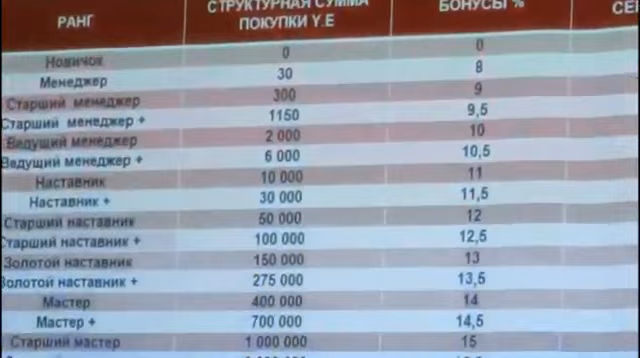 РАНГ СТРУКТУРНАЯ СУММА ПОКУПКИ Y.E БОНУСЫ % СЕ
Новичок 0 0
Менеджер 30 8
Старший менеджер 300 9
Старший менеджер + 1150 9,5
Ведущий менеджер 2 000 10
Ведущий менеджер + 6 000 10,5
Наставник 10 000 11
Наставник + 30 000 11,5
Старший наставник 50 000 12
Старший наставник + 100 000 12,5
Золотой наставник 150 000 13
Золотой наставник + 275 000 13,5
Мастер 400 000 14
Мастер + 700 000 14,5
Старший мастер 1 000 000 15